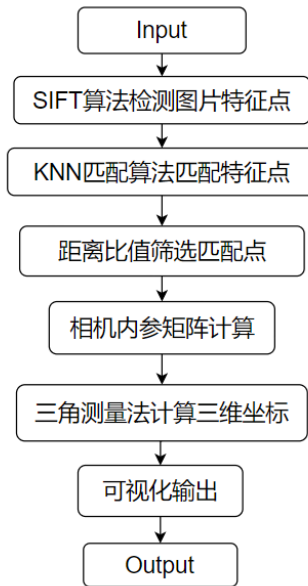 Input
SIFT算法检测图片特征点
KNN匹配算法匹配特征点
距离比值筛选匹配点
相机内参矩阵计算
三角测量法计算三维坐标
可视化输出
Output